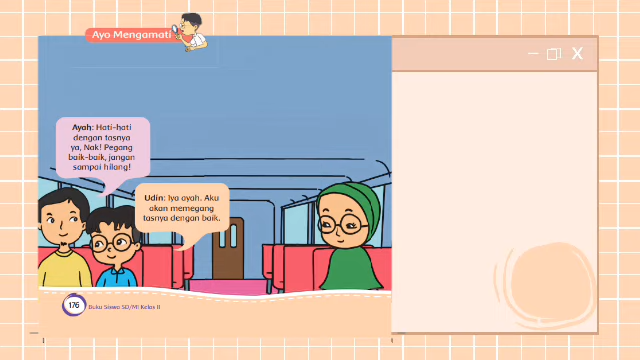 Ayo Mengamati
Ayah: Hati-hati
dengan tasnya
ya, Nak! Pegang
baik-baik, jangan
sampai hilang!
Udin: Iya ayah. Aku
akan memegang
tasnya dengan baik.
176
Buku Siswa SD/MI Kelas II